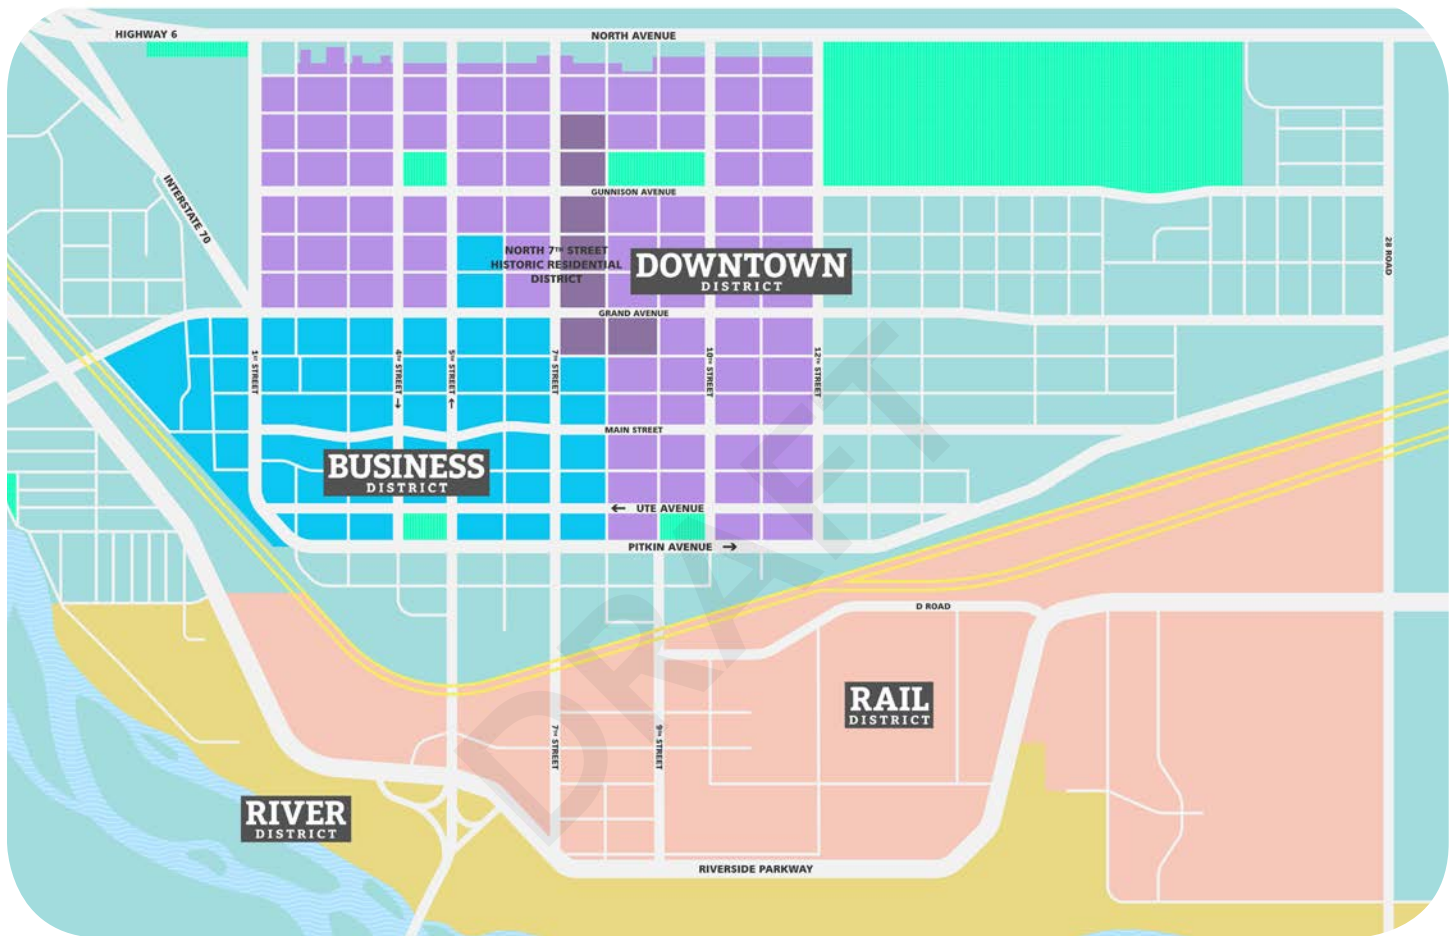 HIGHWAY 6
NORTH AVENUE
INTERSTATE 70
GUNNISON AVENUE
28 ROAD
NORTH 7TH STREET
HISTORIC RESIDENTIAL
DISTRICT
DOWNTOWN
DISTRICT
GRAND AVENUE
1ST STREET
4TH STREET →
5TH STREET
←
7TH STREET
10TH STREET
12TH STREET
MAIN STREET
BUSINESS
DISTRICT
← UTE AVENUE
PITKIN AVENUE →
DRAFT
D ROAD
RAIL
DISTRICT
7TH STREET
9TH STREET
RIVER
DISTRICT
RIVERSIDE PARKWAY